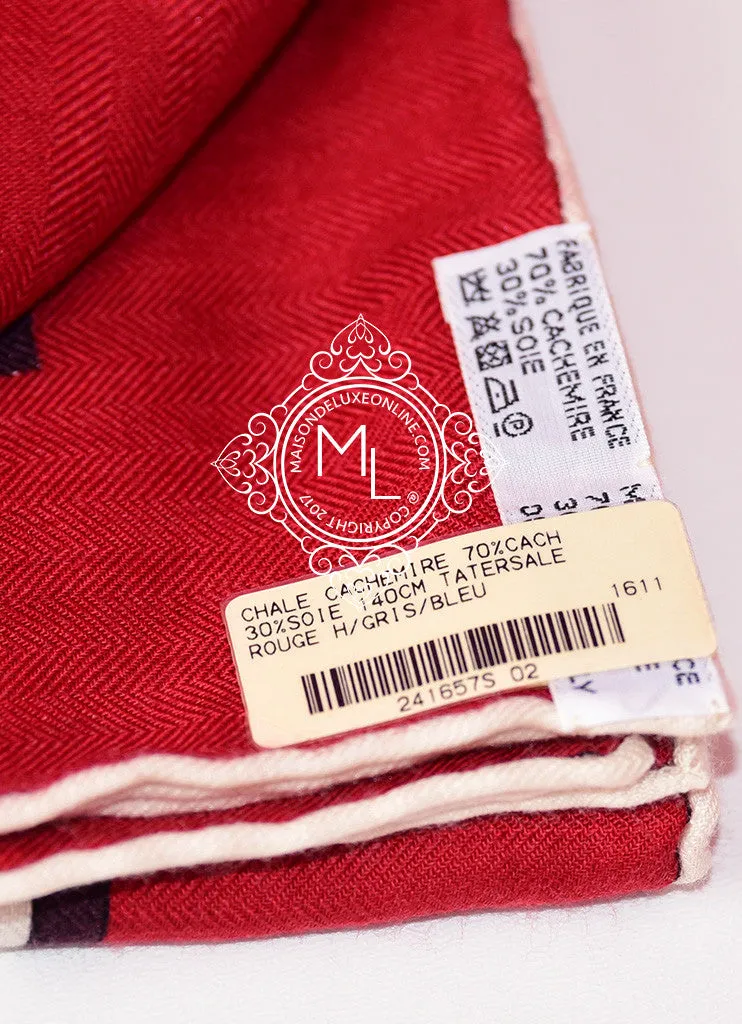 FABRIQUE EN FRANCE
70% CACHEMIRE
30% SOIE
MAISONDELUXEONLINE.COM
ML
© COPYRIGHT 2017
CHALE CACHEMIRE 70%CACH
30%SOIE 140CM TATERSALE
ROUGE H/GRIS/BLEU
1611
241657S 02